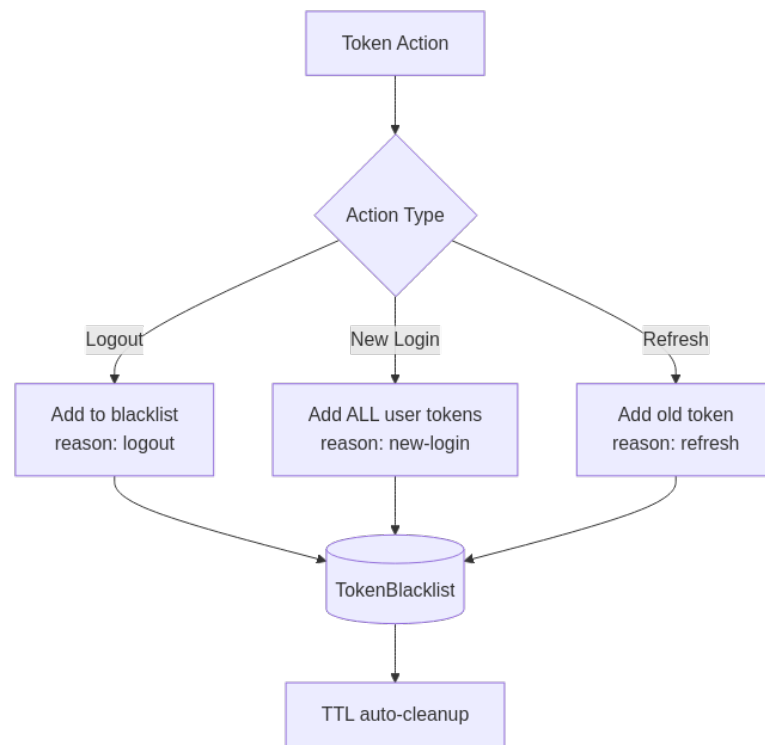 Token Action
Action Type
Logout
New Login
Refresh
Add to blacklist
reason: logout
Add ALL user tokens
reason: new-login
Add old token
reason: refresh
TokenBlacklist
TTL auto-cleanup